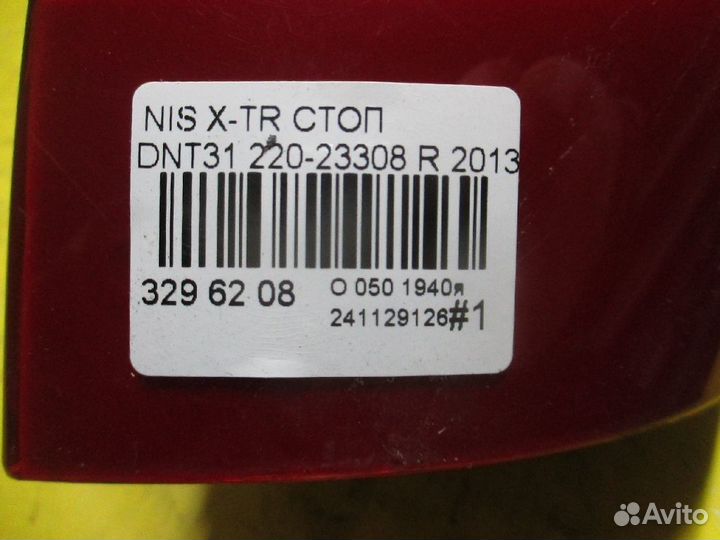 NIS X-TR СТОП
DNT31 220-23308 R 2013
329 62 08
О 050 1940я
241129126#1
Avito